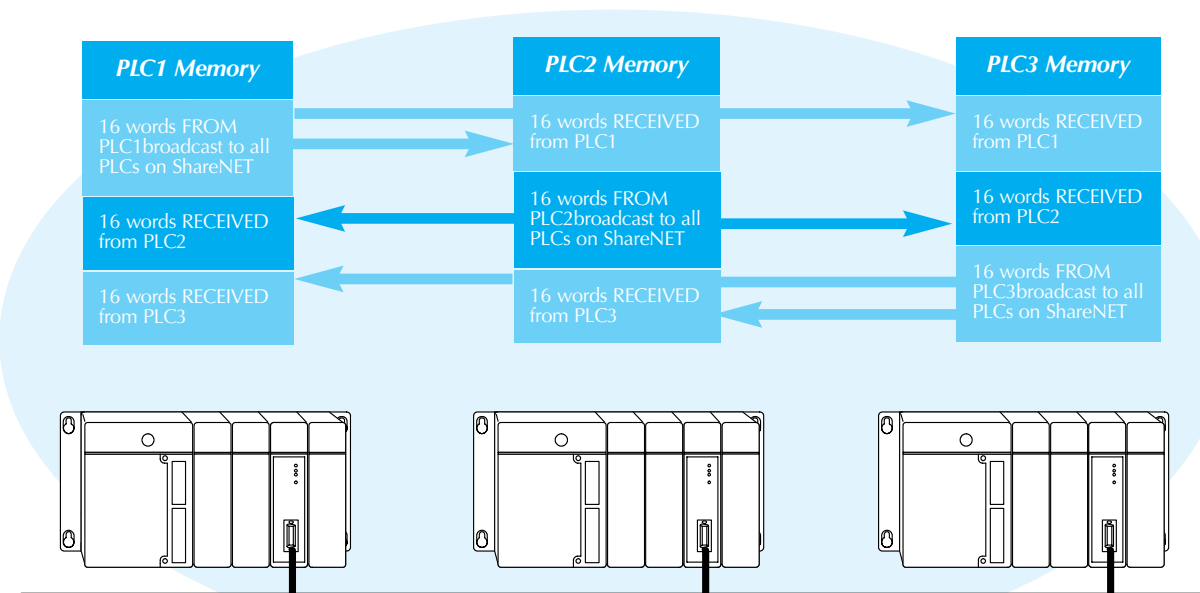 PLC1 Memory
16 words FROM
PLC1broadcast to all
PLCs on ShareNET
16 words RECEIVED
from PLC2
16 words RECEIVED
from PLC3
PLC2 Memory
16 words RECEIVED
from PLC1
16 words FROM
PLC2broadcast to all
PLCs on ShareNET
16 words RECEIVED
from PLC3
PLC3 Memory
16 words RECEIVED
from PLC1
16 words RECEIVED
from PLC2
16 words FROM
PLC3broadcast to all
PLCs on ShareNET